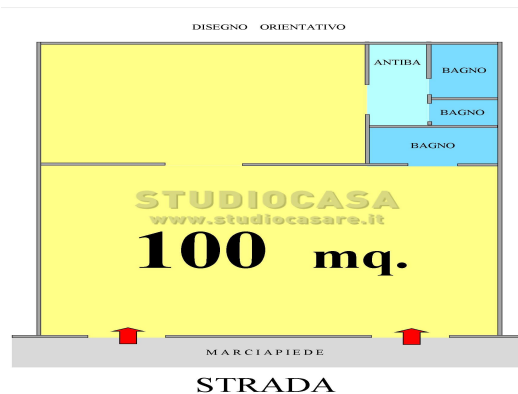 DISEGNO ORIENTATIVO
ANTIBA
BAGNO
BAGNO
BAGNO
STUDIOCASA
www.studiocasare.it
100 mq.
MARCIAPIEDE
STRADA